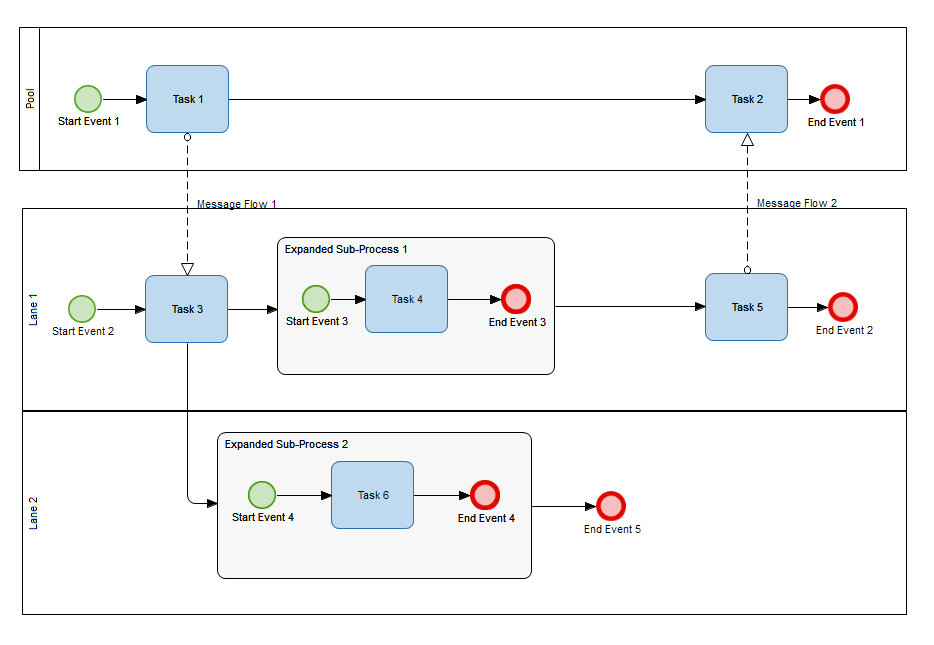 Pool
Task 1
Task 2
Start Event 1
End Event 1
Message Flow 1
Message Flow 2
Lane 1
Expanded Sub-Process 1
Task 3
Task 4
Task 5
Start Event 2
Start Event 3
End Event 3
End Event 2
Lane 2
Expanded Sub-Process 2
Task 6
Start Event 4
End Event 4
End Event 5